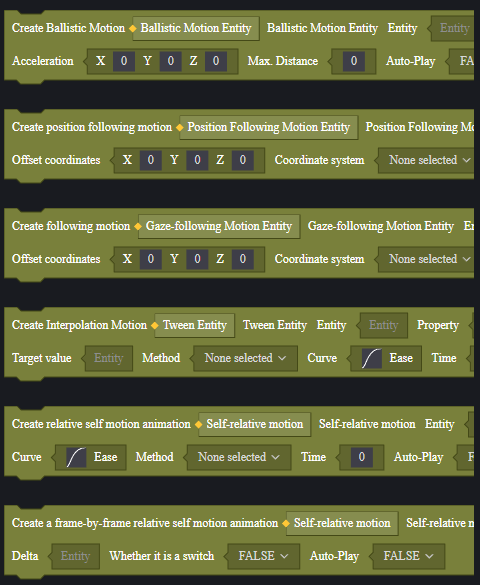 Create Ballistic Motion Ballistic Motion Entity Ballistic Motion Entity Entity Entity
Acceleration X 0 Y 0 Z 0 Max. Distance 0 Auto-Play FA
Create position following motion Position Following Motion Entity Position Following Mo
Offset coordinates X 0 Y 0 Z 0 Coordinate system None selected
Create following motion Gaze-following Motion Entity Gaze-following Motion Entity En
Offset coordinates X 0 Y 0 Z 0 Coordinate system None selected
Create Interpolation Motion Tween Entity Tween Entity Entity Entity Property
Target value Entity Method None selected Curve Ease Time
Create relative self motion animation Self-relative motion Self-relative motion Entity
Curve Ease Method None selected Time 0 Auto-Play F
Create a frame-by-frame relative self motion animation Self-relative motion Self-relative m
Delta Entity Whether it is a switch FALSE Auto-Play FALSE